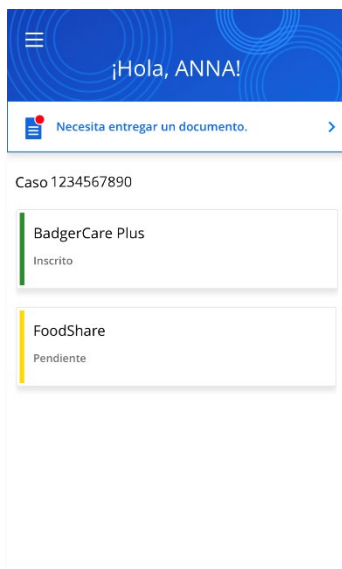 ¡Hola, ANNA!
Necesita entregar un documento.
Caso 1234567890
BadgerCare Plus
Inscrito
FoodShare
Pendiente